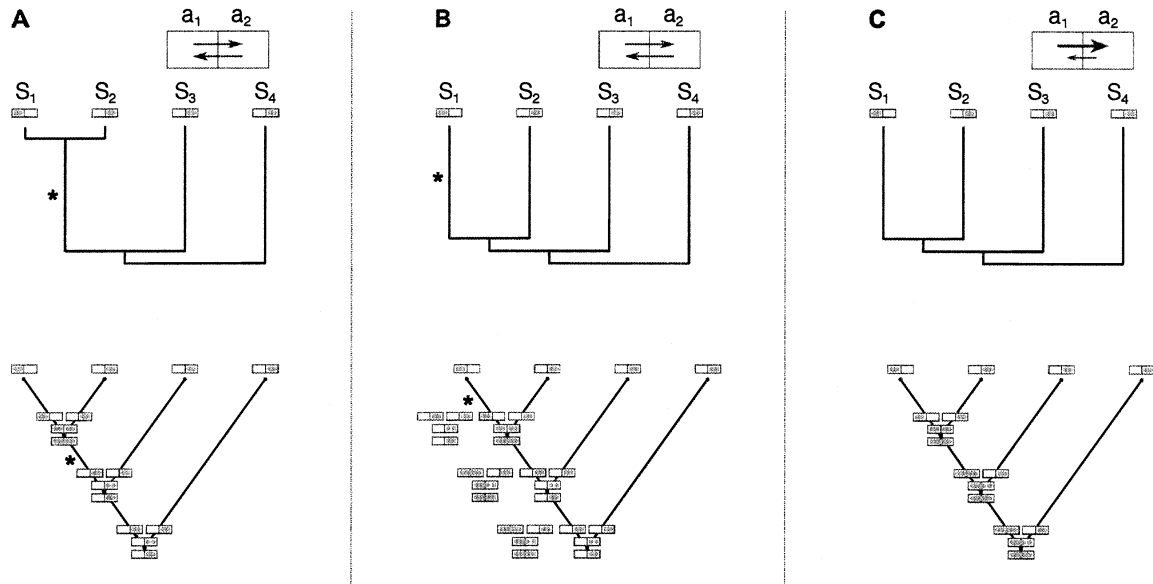 A
a₁ a₂
S₁ S₂ S₃ S₄
*
*
B
a₁ a₂
S₁ S₂ S₃ S₄
*
*
C
a₁ a₂
S₁ S₂ S₃ S₄